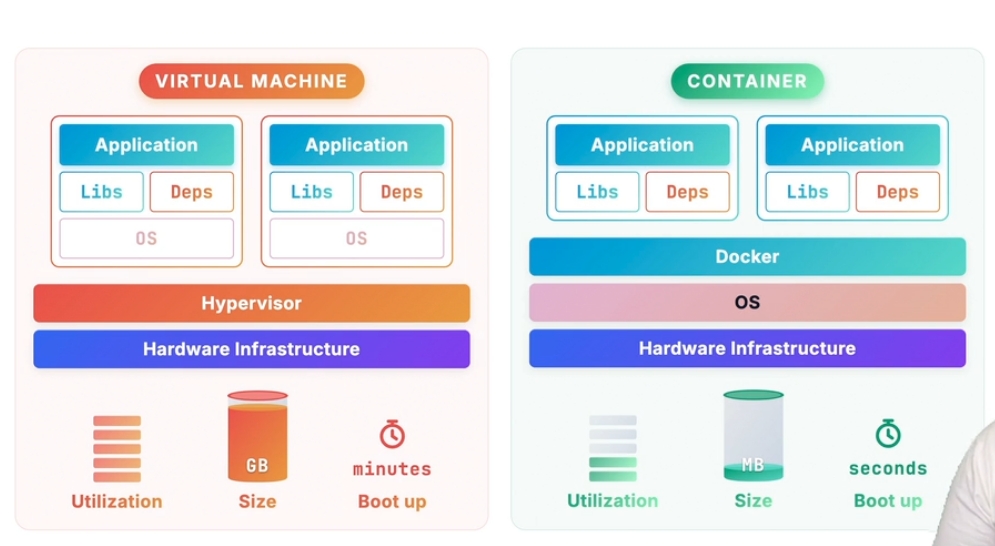 VIRTUAL MACHINE
Application
Application
Libs
Deps
Libs
Deps
OS
OS
Hypervisor
Hardware Infrastructure
GB
minutes
Utilization
Size
Boot up
CONTAINER
Application
Application
Libs
Deps
Libs
Deps
Docker
OS
Hardware Infrastructure
MB
seconds
Utilization
Size
Boot up